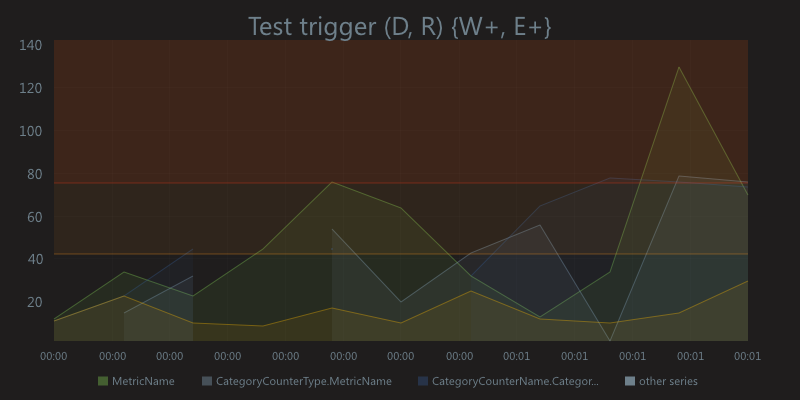 Test trigger (D, R) {W+, E+}
140
120
100
80
60
40
20
00:00 00:00 00:00 00:00 00:00 00:00 00:00 00:00 00:01 00:01 00:01 00:01 00:01
MetricName CategoryCounterType.MetricName CategoryCounterName.Categor... other series